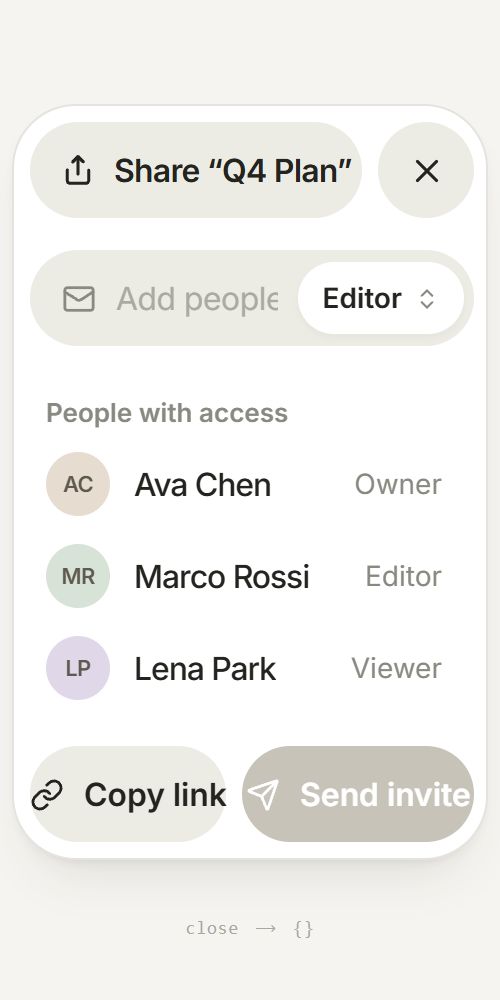 Share “Q4 Plan”
Add people Editor
People with access
AC Ava Chen Owner
MR Marco Rossi Editor
LP Lena Park Viewer
Copy link Send invite
close → {}